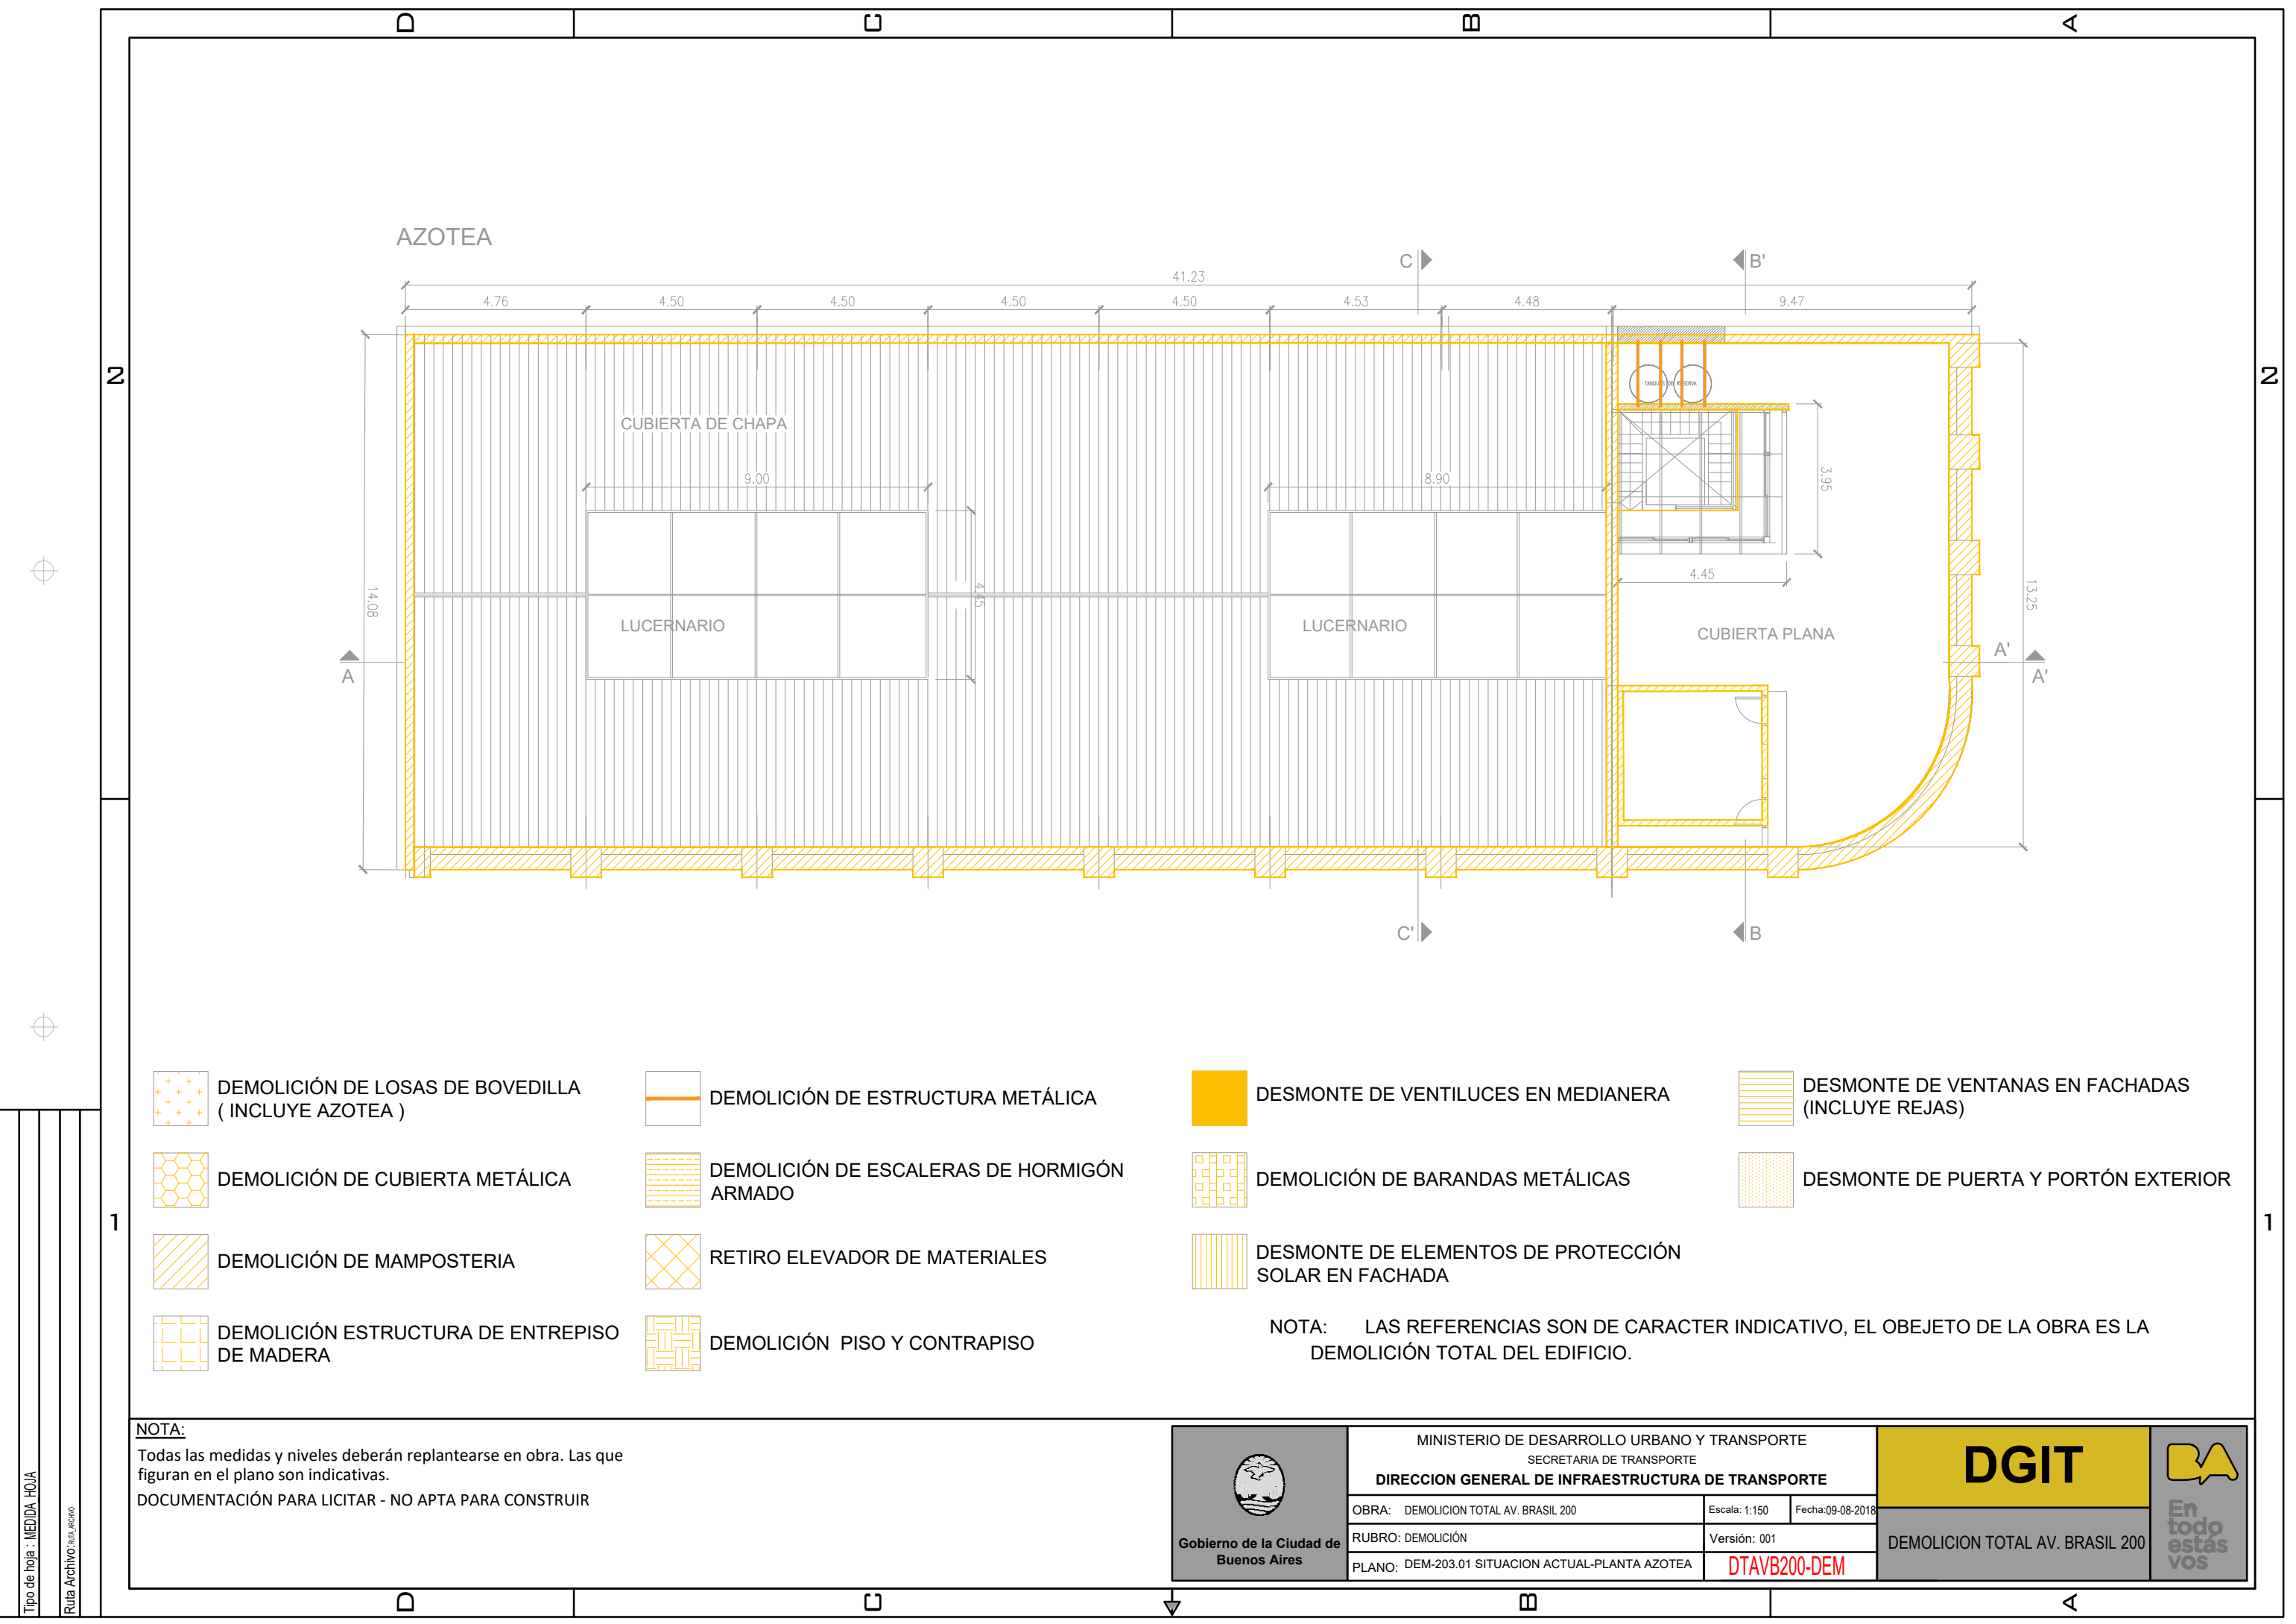 D
C
B
A
AZOTEA
C
B'
41.23
4.76
4.50
4.50
4.50
4.50
4.53
4.48
9.47
2
2
TANQUES DE RESERVA
CUBIERTA DE CHAPA
9.00
8.90
3.95
4.45
14.08
4.45
13.25
LUCERNARIO
LUCERNARIO
CUBIERTA PLANA
A
A'
A'
C'
B
DEMOLICIÓN DE LOSAS DE BOVEDILLA
( INCLUYE AZOTEA )
DEMOLICIÓN DE ESTRUCTURA METÁLICA
DESMONTE DE VENTILUCES EN MEDIANERA
DESMONTE DE VENTANAS EN FACHADAS
(INCLUYE REJAS)
DEMOLICIÓN DE CUBIERTA METÁLICA
DEMOLICIÓN DE ESCALERAS DE HORMIGÓN
ARMADO
DEMOLICIÓN DE BARANDAS METÁLICAS
DESMONTE DE PUERTA Y PORTÓN EXTERIOR
1
1
DEMOLICIÓN DE MAMPOSTERIA
RETIRO ELEVADOR DE MATERIALES
DESMONTE DE ELEMENTOS DE PROTECCIÓN
SOLAR EN FACHADA
DEMOLICIÓN ESTRUCTURA DE ENTREPISO
DE MADERA
DEMOLICIÓN PISO Y CONTRAPISO
NOTA: LAS REFERENCIAS SON DE CARACTER INDICATIVO, EL OBEJETO DE LA OBRA ES LA
DEMOLICIÓN TOTAL DEL EDIFICIO.
NOTA:
Todas las medidas y niveles deberán replantearse en obra. Las que
figuran en el plano son indicativas.
DOCUMENTACIÓN PARA LICITAR - NO APTA PARA CONSTRUIR
Gobierno de la Ciudad de
Buenos Aires
MINISTERIO DE DESARROLLO URBANO Y TRANSPORTE
SECRETARIA DE TRANSPORTE
DIRECCION GENERAL DE INFRAESTRUCTURA DE TRANSPORTE
OBRA: DEMOLICION TOTAL AV. BRASIL 200
Escala: 1:150
Fecha:09-08-2018
RUBRO: DEMOLICIÓN
Versión: 001
PLANO: DEM-203.01 SITUACION ACTUAL-PLANTA AZOTEA
DTAVB200-DEM
DGIT
DEMOLICION TOTAL AV. BRASIL 200
BA
En
todo
estás
vos
Tipo de hoja : MEDIDA HOJA
Ruta Archivo:RUTA_ARCHIVO
D
C
B
A